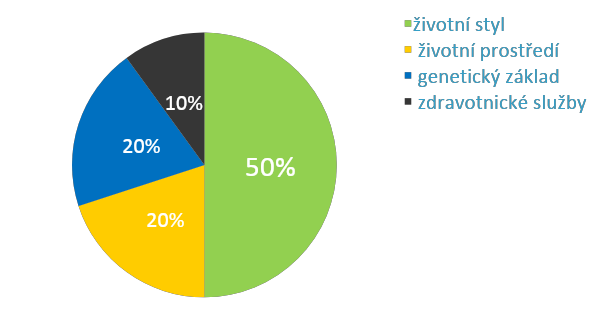 životní styl
životní prostředí
genetický základ
zdravotnické služby
10%
20%
50%
20%